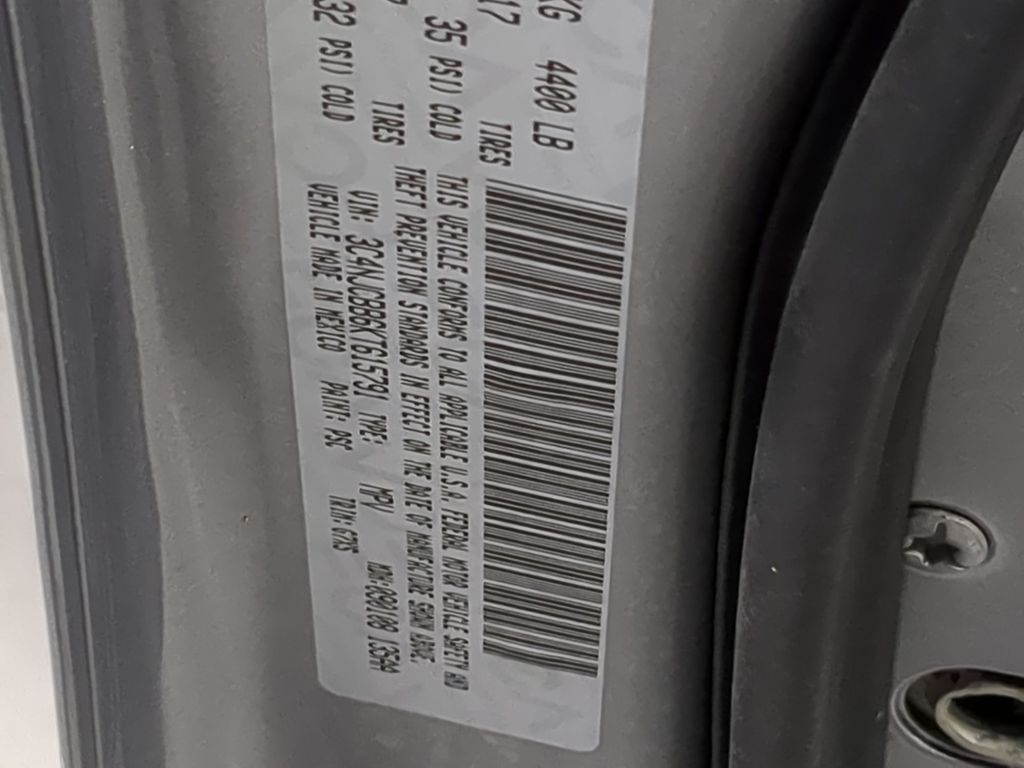 KG 4400 LB
17 TIRES
35 PSI) COLD
TIRES
32 PSI) COLD
THIS VEHICLE CONFORMS TO ALL APPLICABLE U.S.A. FEDERAL MOTOR VEHICLE SAFETY AND
THEFT PREVENTION STANDARDS IN EFFECT ON THE DATE OF MANUFACTURE SHOWN ABOVE.
VIN: 3C4NJCBB6KT615791 TYPE: MPV
VEHICLE MADE IN MEXICO PAINT: PSC TRIM: E7XS